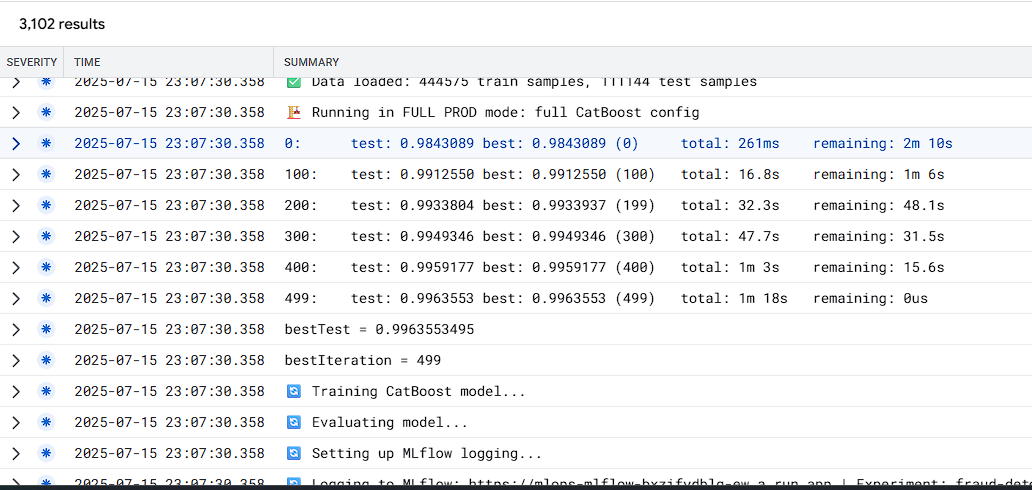 3,102 results
SEVERITY TIME SUMMARY
2025-07-15 23:07:30.358 ✅ Data loaded: 444575 train samples, 111144 test samples
2025-07-15 23:07:30.358 🏗️ Running in FULL PROD mode: full CatBoost config
2025-07-15 23:07:30.358 0: test: 0.9843089 best: 0.9843089 (0) total: 261ms remaining: 2m 10s
2025-07-15 23:07:30.358 100: test: 0.9912550 best: 0.9912550 (100) total: 16.8s remaining: 1m 6s
2025-07-15 23:07:30.358 200: test: 0.9933804 best: 0.9933937 (199) total: 32.3s remaining: 48.1s
2025-07-15 23:07:30.358 300: test: 0.9949346 best: 0.9949346 (300) total: 47.7s remaining: 31.5s
2025-07-15 23:07:30.358 400: test: 0.9959177 best: 0.9959177 (400) total: 1m 3s remaining: 15.6s
2025-07-15 23:07:30.358 499: test: 0.9963553 best: 0.9963553 (499) total: 1m 18s remaining: 0us
2025-07-15 23:07:30.358 bestTest = 0.9963553495
2025-07-15 23:07:30.358 bestIteration = 499
2025-07-15 23:07:30.358 🔄 Training CatBoost model...
2025-07-15 23:07:30.358 🔄 Evaluating model...
2025-07-15 23:07:30.358 🔄 Setting up MLflow logging...
2025-07-15 23:07:30.358 🔄 Logging to MLflow: | Experiment: